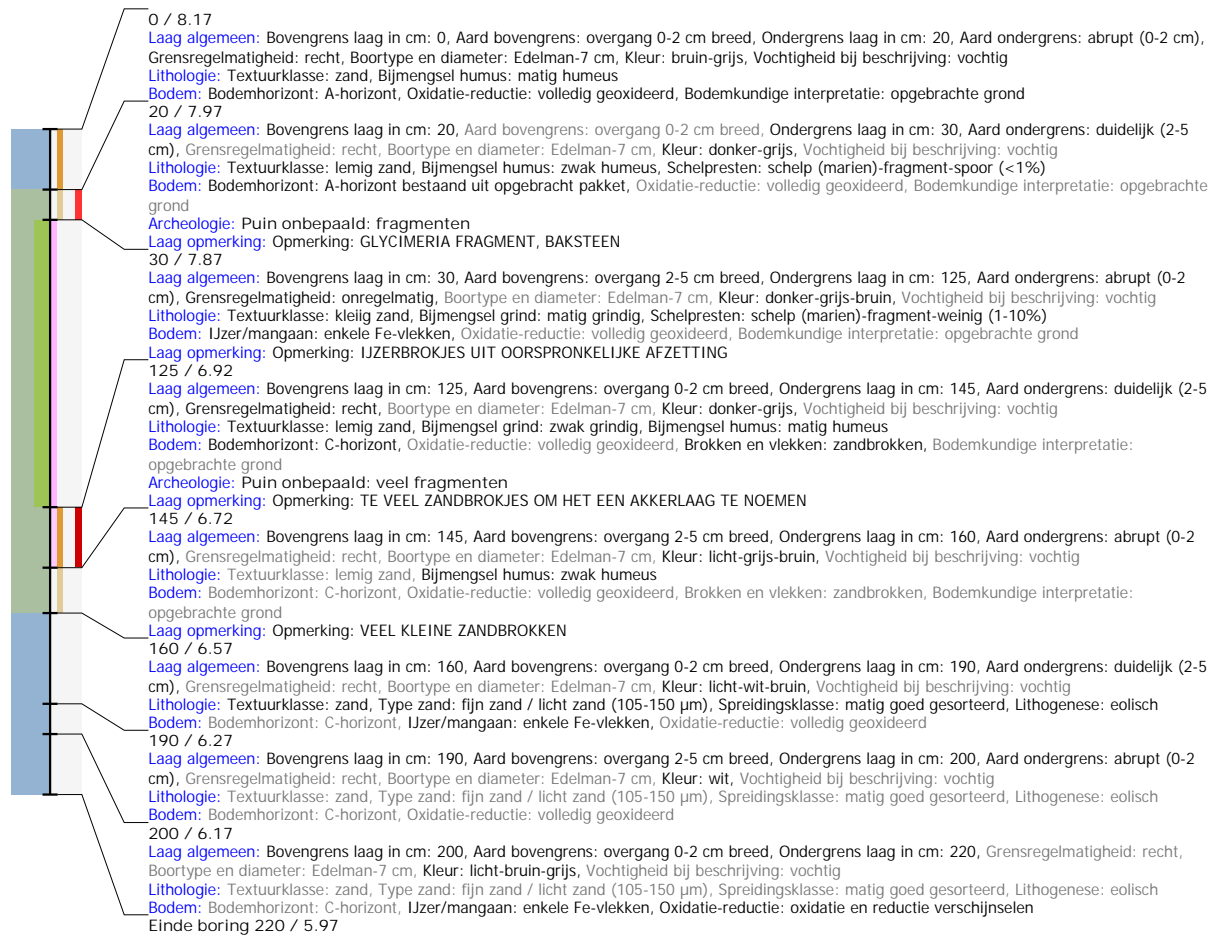 0 / 8.17
Laag algemeen: Bovengrens laag in cm: 0, Aard bovengrens: overgang 0-2 cm breed, Ondergrens laag in cm: 20, Aard ondergrens: abrupt (0-2 cm),
Grensregelmatigheid: recht, Boortype en diameter: Edelman-7 cm, Kleur: bruin-grijs, Vochtigheid bij beschrijving: vochtig
Lithologie: Textuurklasse: zand, Bijmengsel humus: matig humeus
Bodem: Bodemhorizont: A-horizont, Oxidatie-reductie: volledig geoxideerd, Bodemkundige interpretatie: opgebrachte grond
20 / 7.97
Laag algemeen: Bovengrens laag in cm: 20, Aard bovengrens: overgang 0-2 cm breed, Ondergrens laag in cm: 30, Aard ondergrens: duidelijk (2-5
cm), Grensregelmatigheid: recht, Boortype en diameter: Edelman-7 cm, Kleur: donker-grijs, Vochtigheid bij beschrijving: vochtig
Lithologie: Textuurklasse: lemig zand, Bijmengsel humus: zwak humeus, Schelpresten: schelp (marien)-fragment-spoor (<1%)
Bodem: Bodemhorizont: A-horizont bestaand uit opgebracht pakket, Oxidatie-reductie: volledig geoxideerd, Bodemkundige interpretatie: opgebrachte
grond
Archeologie: Puin onbepaald: fragmenten
Laag opmerking: Opmerking: GLYCIMERIA FRAGMENT, BAKSTEEN
30 / 7.87
Laag algemeen: Bovengrens laag in cm: 30, Aard bovengrens: overgang 2-5 cm breed, Ondergrens laag in cm: 125, Aard ondergrens: abrupt (0-2
cm), Grensregelmatigheid: onregelmatig, Boortype en diameter: Edelman-7 cm, Kleur: donker-grijs-bruin, Vochtigheid bij beschrijving: vochtig
Lithologie: Textuurklasse: kleiig zand, Bijmengsel grind: matig grindig, Schelpresten: schelp (marien)-fragment-weinig (1-10%)
Bodem: IJzer/mangaan: enkele Fe-vlekken, Oxidatie-reductie: volledig geoxideerd, Bodemkundige interpretatie: opgebrachte grond
Laag opmerking: Opmerking: IJZERBROKJES UIT OORSPRONKELIJKE AFZETTING
125 / 6.92
Laag algemeen: Bovengrens laag in cm: 125, Aard bovengrens: overgang 0-2 cm breed, Ondergrens laag in cm: 145, Aard ondergrens: duidelijk (2-5
cm), Grensregelmatigheid: recht, Boortype en diameter: Edelman-7 cm, Kleur: donker-grijs, Vochtigheid bij beschrijving: vochtig
Lithologie: Textuurklasse: lemig zand, Bijmengsel grind: zwak grindig, Bijmengsel humus: matig humeus
Bodem: Bodemhorizont: C-horizont, Oxidatie-reductie: volledig geoxideerd, Brokken en vlekken: zandbrokken, Bodemkundige interpretatie:
opgebrachte grond
Archeologie: Puin onbepaald: veel fragmenten
Laag opmerking: Opmerking: TE VEEL ZANDBROKJES OM HET EEN AKKERLAAG TE NOEMEN
145 / 6.72
Laag algemeen: Bovengrens laag in cm: 145, Aard bovengrens: overgang 2-5 cm breed, Ondergrens laag in cm: 160, Aard ondergrens: abrupt (0-2
cm), Grensregelmatigheid: recht, Boortype en diameter: Edelman-7 cm, Kleur: licht-grijs-bruin, Vochtigheid bij beschrijving: vochtig
Lithologie: Textuurklasse: lemig zand, Bijmengsel humus: zwak humeus
Bodem: Bodemhorizont: C-horizont, Oxidatie-reductie: volledig geoxideerd, Brokken en vlekken: zandbrokken, Bodemkundige interpretatie:
opgebrachte grond
Laag opmerking: Opmerking: VEEL KLEINE ZANDBROKKEN
160 / 6.57
Laag algemeen: Bovengrens laag in cm: 160, Aard bovengrens: overgang 0-2 cm breed, Ondergrens laag in cm: 190, Aard ondergrens: duidelijk (2-5
cm), Grensregelmatigheid: recht, Boortype en diameter: Edelman-7 cm, Kleur: licht-wit-bruin, Vochtigheid bij beschrijving: vochtig
Lithologie: Textuurklasse: zand, Type zand: fijn zand / licht zand (105-150 µm), Spreidingsklasse: matig goed gesorteerd, Lithogenese: eolisch
Bodem: Bodemhorizont: C-horizont, IJzer/mangaan: enkele Fe-vlekken, Oxidatie-reductie: volledig geoxideerd
190 / 6.27
Laag algemeen: Bovengrens laag in cm: 190, Aard bovengrens: overgang 2-5 cm breed, Ondergrens laag in cm: 200, Aard ondergrens: abrupt (0-2
cm), Grensregelmatigheid: recht, Boortype en diameter: Edelman-7 cm, Kleur: wit, Vochtigheid bij beschrijving: vochtig
Lithologie: Textuurklasse: zand, Type zand: fijn zand / licht zand (105-150 µm), Spreidingsklasse: matig goed gesorteerd, Lithogenese: eolisch
Bodem: Bodemhorizont: C-horizont, Oxidatie-reductie: volledig geoxideerd
200 / 6.17
Laag algemeen: Bovengrens laag in cm: 200, Aard bovengrens: overgang 0-2 cm breed, Ondergrens laag in cm: 220, Grensregelmatigheid: recht,
Boortype en diameter: Edelman-7 cm, Kleur: licht-bruin-grijs, Vochtigheid bij beschrijving: vochtig
Lithologie: Textuurklasse: zand, Type zand: fijn zand / licht zand (105-150 µm), Spreidingsklasse: matig goed gesorteerd, Lithogenese: eolisch
Bodem: Bodemhorizont: C-horizont, IJzer/mangaan: enkele Fe-vlekken, Oxidatie-reductie: oxidatie en reductie verschijnselen
Einde boring 220 / 5.97